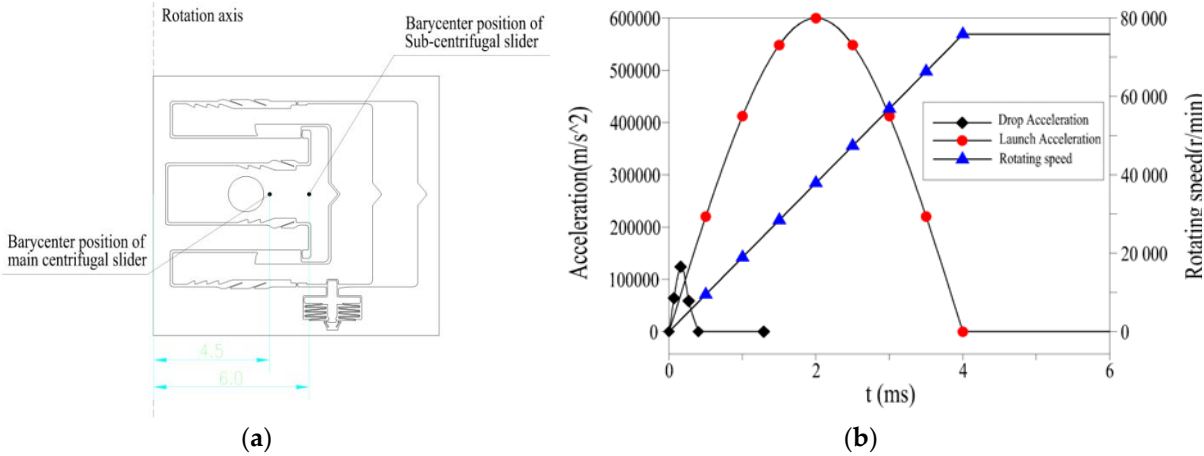 (a)
Rotation axis
Barycenter position of
Sub-centrifugal slider
Barycenter position of
main centrifugal slider
4.5
6.0
(b)
Acceleration(m/s^2)
600000
500000
400000
300000
200000
100000
0
Rotating speed(r/min)
80 000
60 000
40 000
20 000
0
Drop Acceleration
Launch Acceleration
Rotating speed
0
2
4
6
t (ms)
(a)
(b)